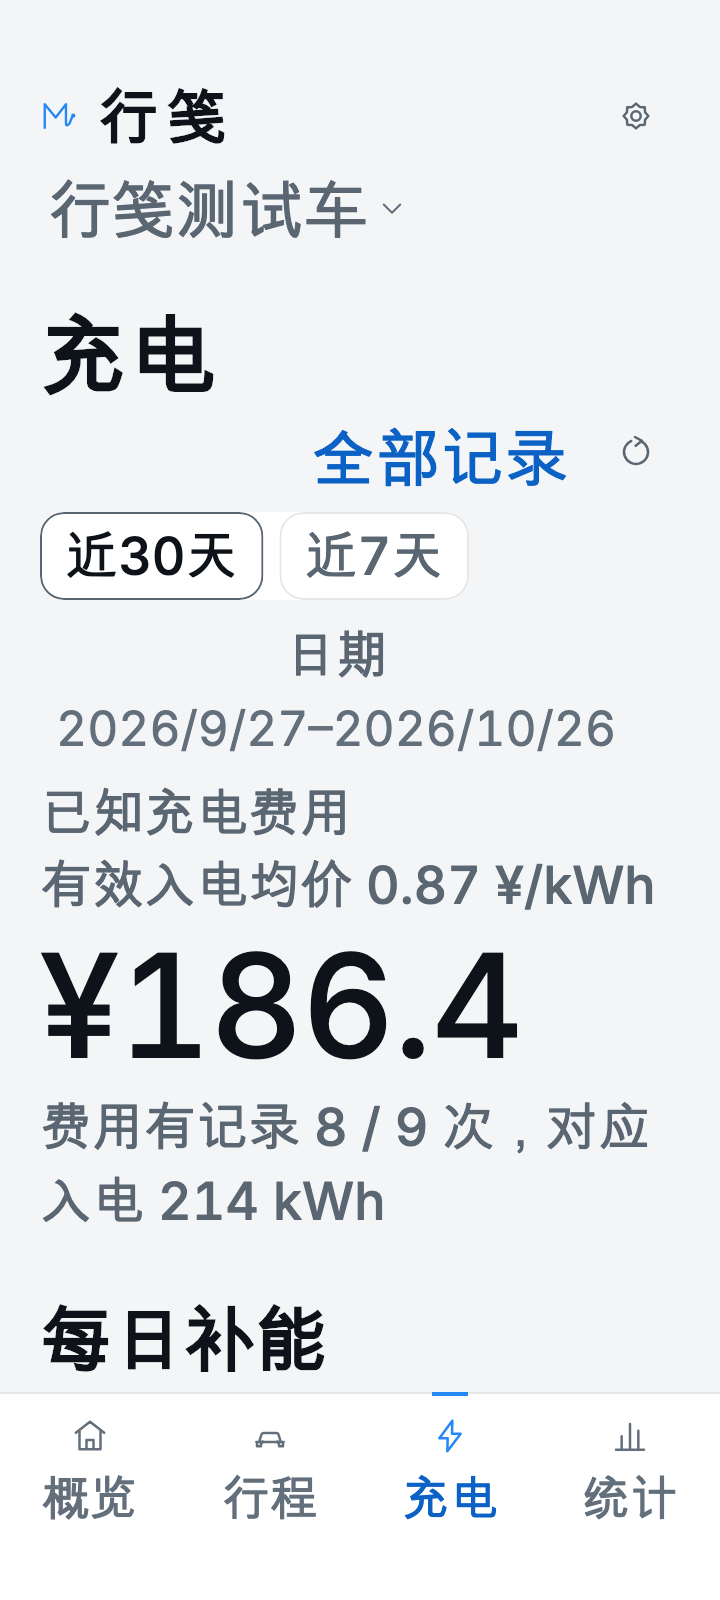 行笺
行笺测试车
充电
全部记录
近30天 近7天
日期
2026/9/27–2026/10/26
已知充电费用
有效入电均价 0.87 ¥/kWh
¥186.4
费用有记录 8 / 9 次，对应
入电 214 kWh
每日补能
概览 行程 充电 统计